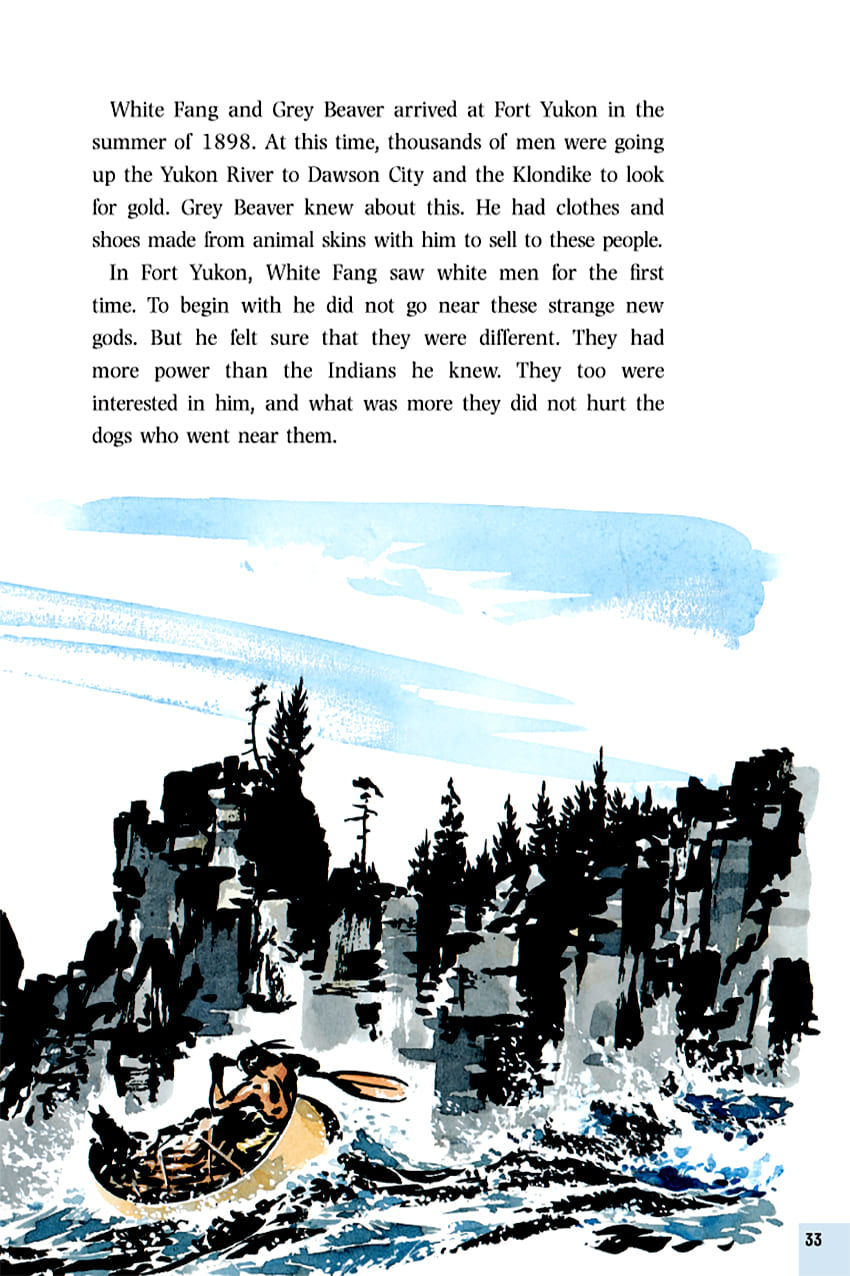 White Fang and Grey Beaver arrived at Fort Yukon in the
summer of 1898. At this time, thousands of men were going
up the Yukon River to Dawson City and the Klondike to look
for gold. Grey Beaver knew about this. He had clothes and
shoes made from animal skins with him to sell to these people.
In Fort Yukon, White Fang saw white men for the first
time. To begin with he did not go near these strange new
gods. But he felt sure that they were different. They had
more power than the Indians he knew. They too were
interested in him, and what was more they did not hurt the
dogs who went near them.
33